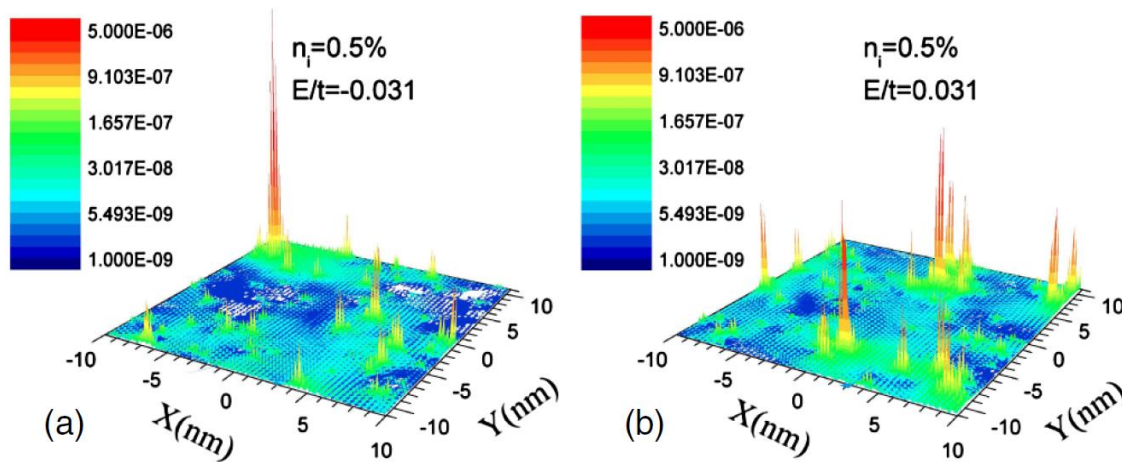 5.000E-06
9.103E-07
1.657E-07
3.017E-08
5.493E-09
1.000E-09
n_i=0.5%
E/t=-0.031
10
5
0
-5
-10
Y(nm)
-10
-5
0
5
10
X(nm)
(a)
5.000E-06
9.103E-07
1.657E-07
3.017E-08
5.493E-09
1.000E-09
n_i=0.5%
E/t=0.031
10
5
0
-5
-10
Y(nm)
-10
-5
0
5
10
X(nm)
(b)